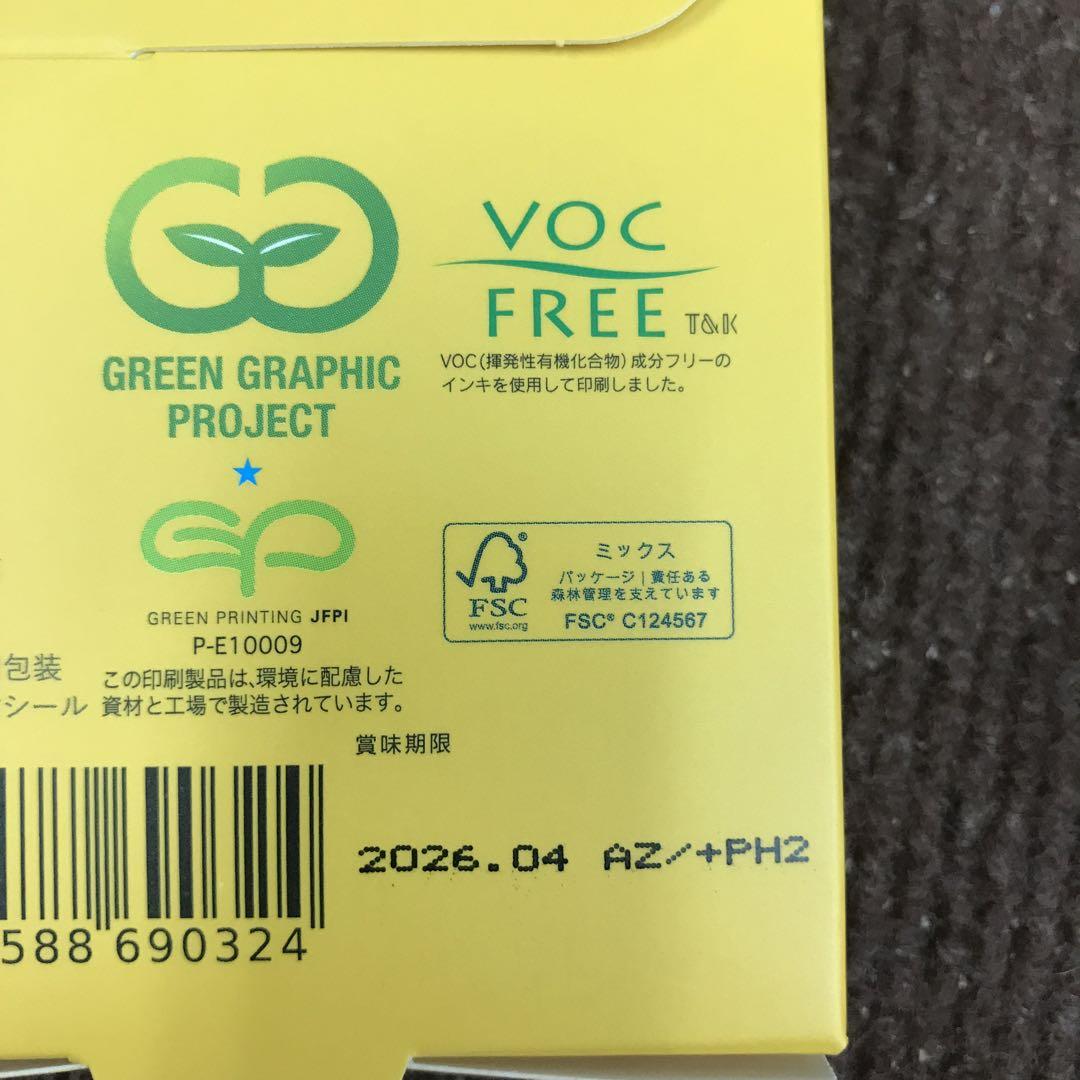 GREEN GRAPHIC
PROJECT
VOC
FREE T&K
VOC(揮発性有機化合物)成分フリーの
インキを使用して印刷しました。
GREEN PRINTING JFPI
P-E10009
この印刷製品は、環境に配慮した
資材と工場で製造されています。
FSC®
www.fsc.org
ミックス
パッケージ|責任ある
森林管理を支えています
FSC® C124567
包装
シール
賞味期限
2026.04 AZ/+PH2
588 690324